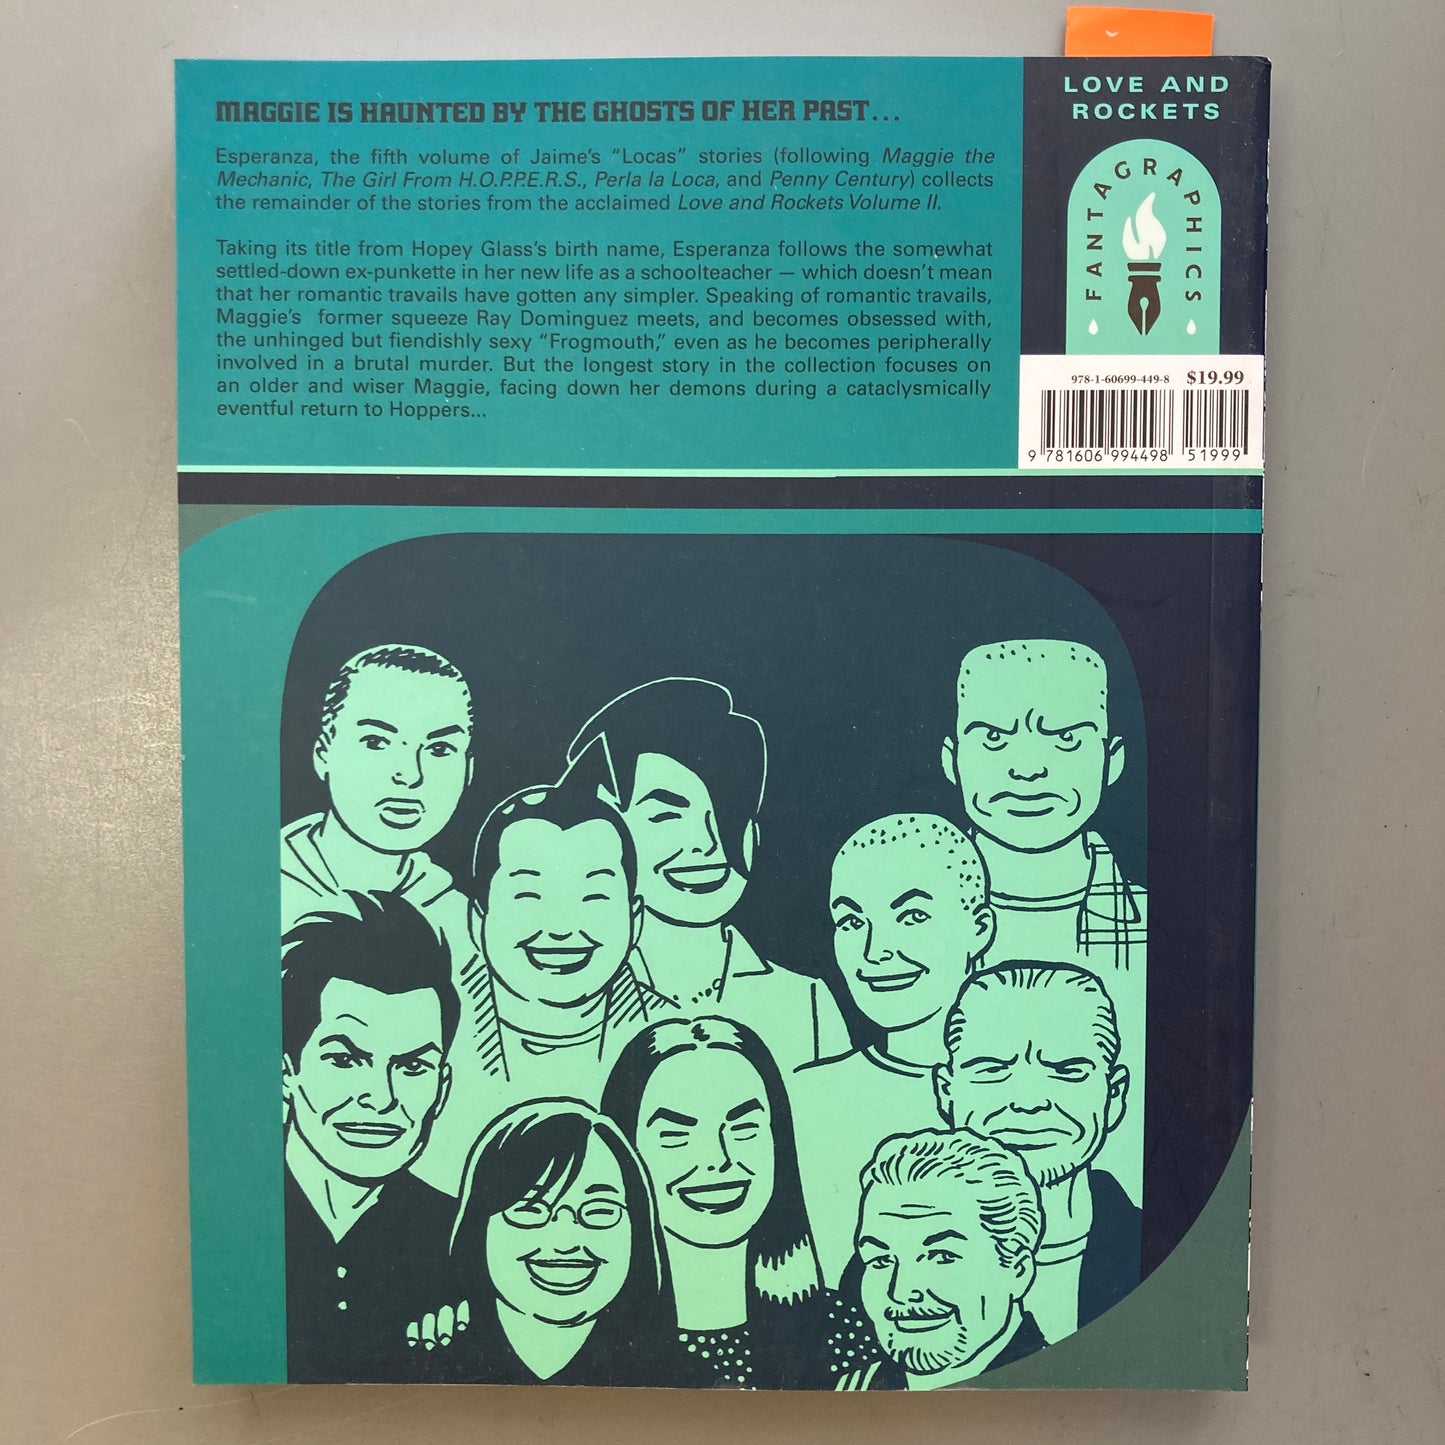 MAGGIE IS HAUNTED BY THE GHOSTS OF HER PAST...
Esperanza, the fifth volume of Jaime's “Locas” stories (following Maggie the
Mechanic, The Girl From H.O.P.P.E.R.S., Perla la Loca, and Penny Century) collects
the remainder of the stories from the acclaimed Love and Rockets Volume II.
Taking its title from Hopey Glass's birth name, Esperanza follows the somewhat
settled-down ex-punkette in her new life as a schoolteacher — which doesn't mean
that her romantic travails have gotten any simpler. Speaking of romantic travails,
Maggie's former squeeze Ray Dominguez meets, and becomes obsessed with,
the unhinged but fiendishly sexy “Frogmouth,” even as he becomes peripherally
involved in a brutal murder. But the longest story in the collection focuses on
an older and wiser Maggie, facing down her demons during a cataclysmically
eventful return to Hoppers...
LOVE AND
ROCKETS
FANTAGRAPHICS
978-1-60699-449-8 $19.99
9 781606 994498 51999